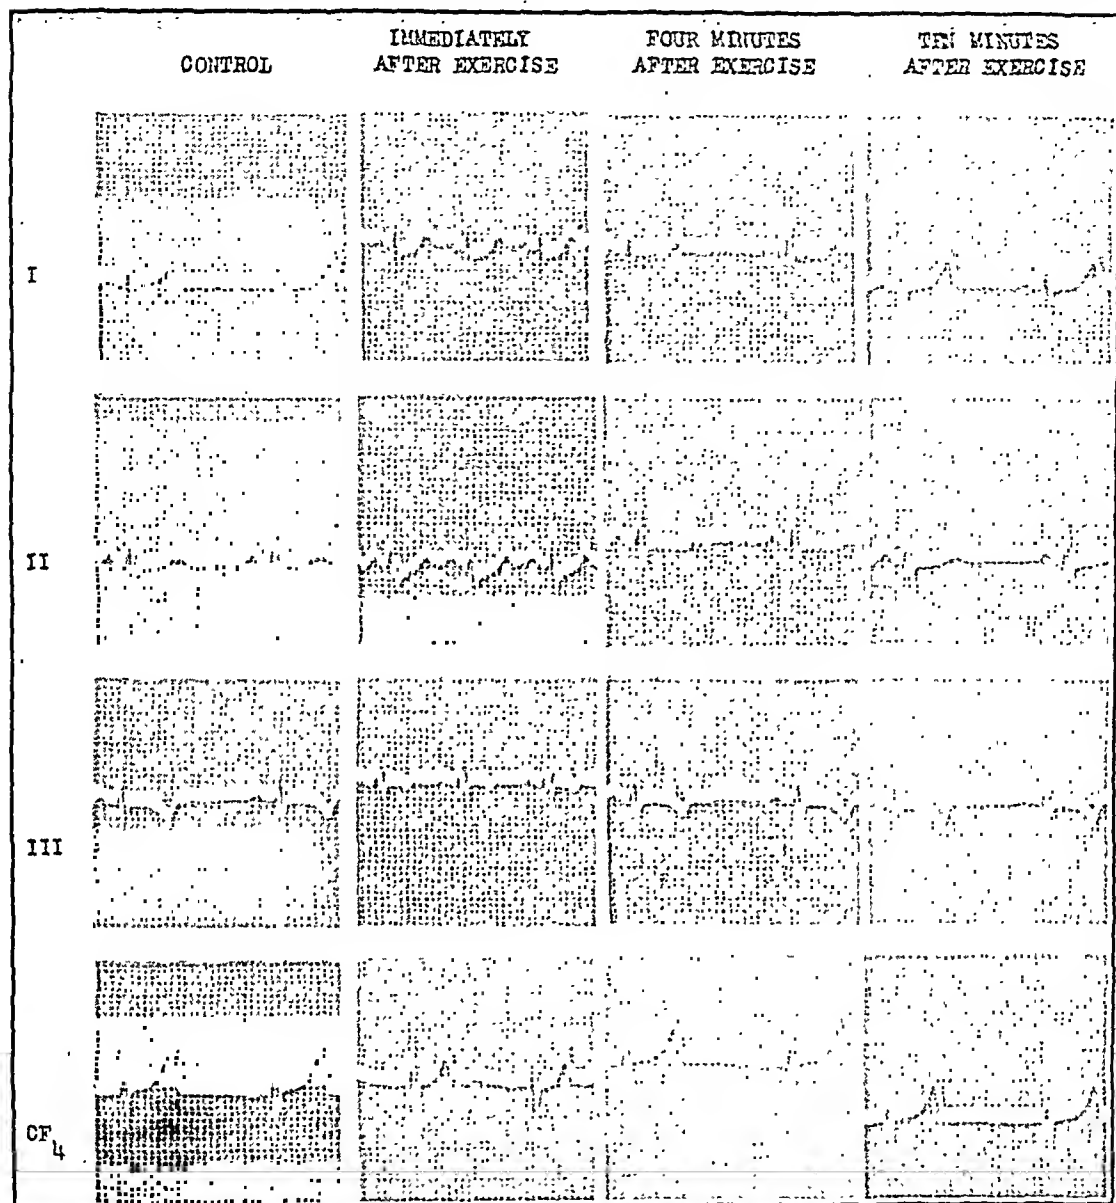 CONTROL
IMMEDIATELY
AFTER EXERCISE
FOUR MINUTES
AFTER EXERCISE
TEN MINUTES
AFTER EXERCISE
I
II
III
CF4